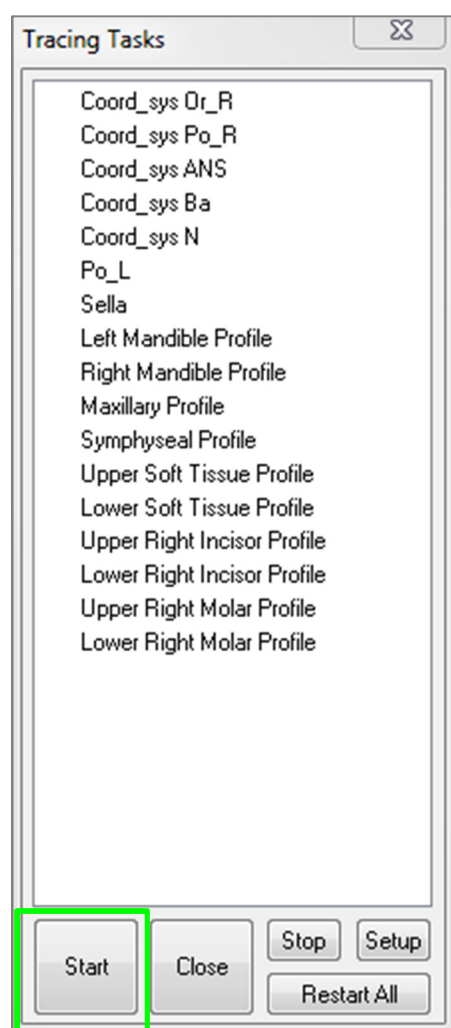 Tracing Tasks
Coord_sys Or_R
Coord_sys Po_R
Coord_sys ANS
Coord_sys Ba
Coord_sys N
Po_L
Sella
Left Mandible Profile
Right Mandible Profile
Maxillary Profile
Symphyseal Profile
Upper Soft Tissue Profile
Lower Soft Tissue Profile
Upper Right Incisor Profile
Lower Right Incisor Profile
Upper Right Molar Profile
Lower Right Molar Profile
Start Close Stop Setup
Restart All